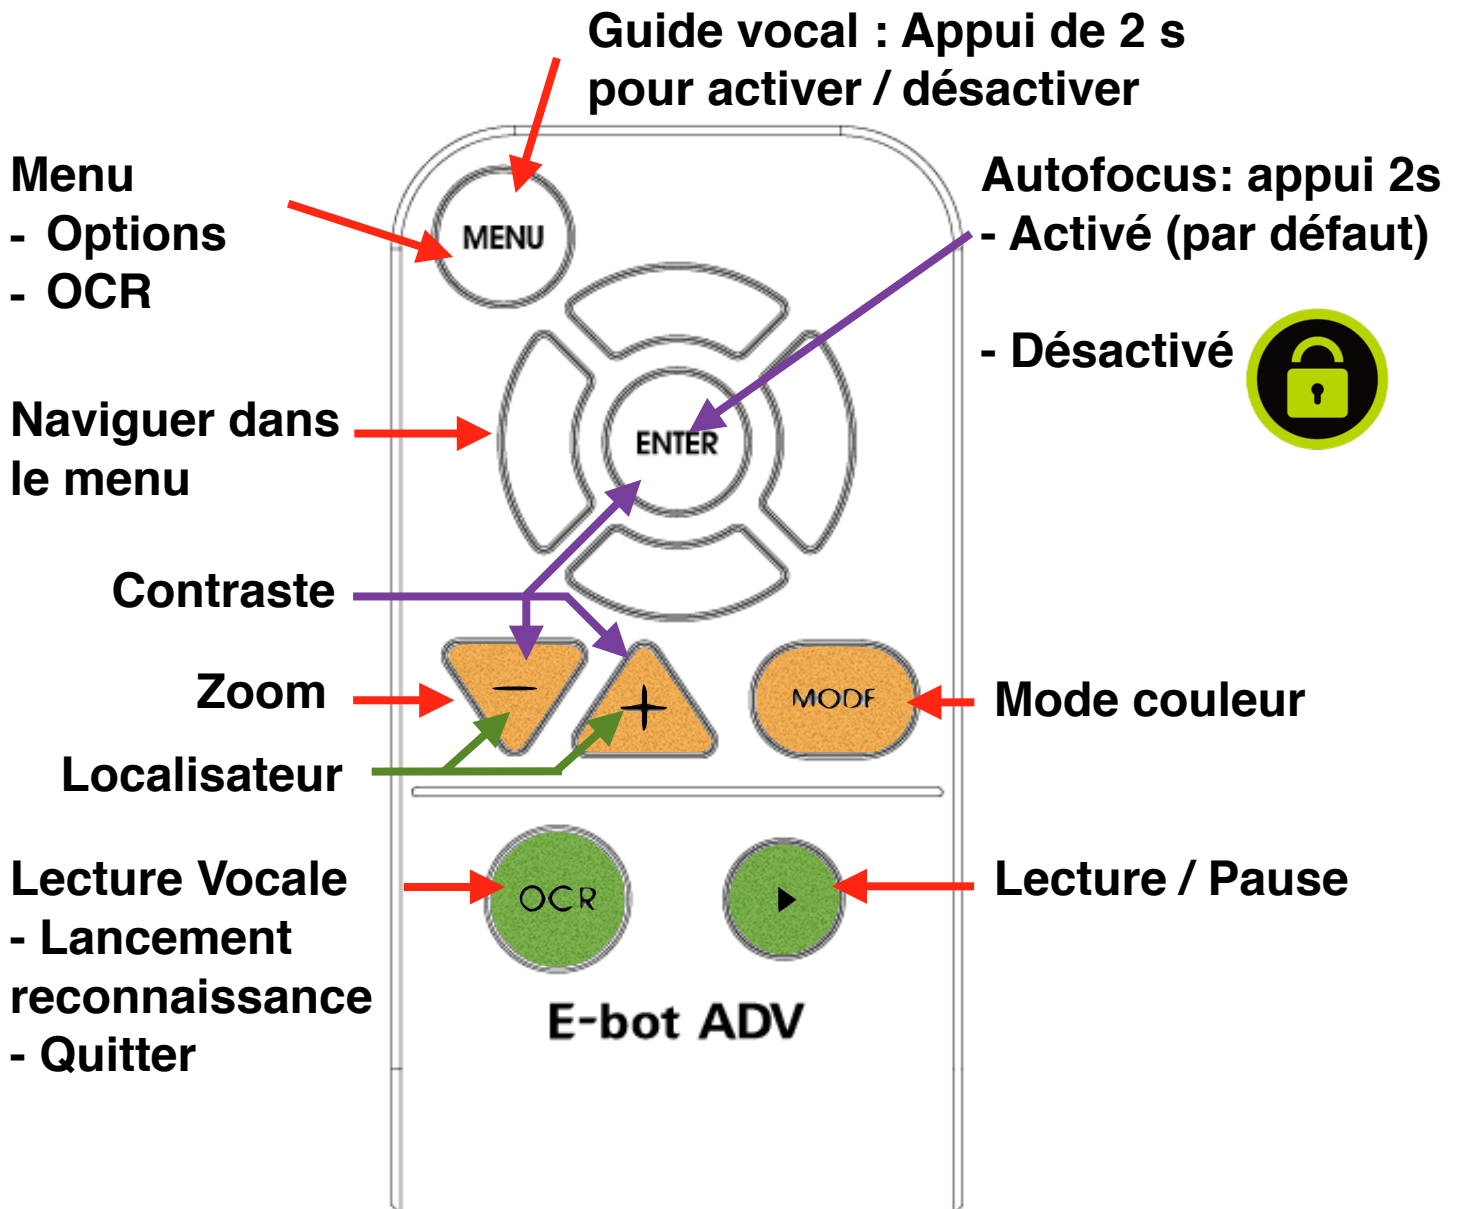 Guide vocal : Appui de 2 s
pour activer / désactiver
Menu
- Options
- OCR
Autofocus: appui 2s
- Activé (par défaut)
- Désactivé
MENU
Naviguer dans
le menu
ENTER
Contraste
Zoom
−
+
MODE
Mode couleur
Localisateur
Lecture Vocale
- Lancement
reconnaissance
- Quitter
OCR
Lecture / Pause
E-bot ADV